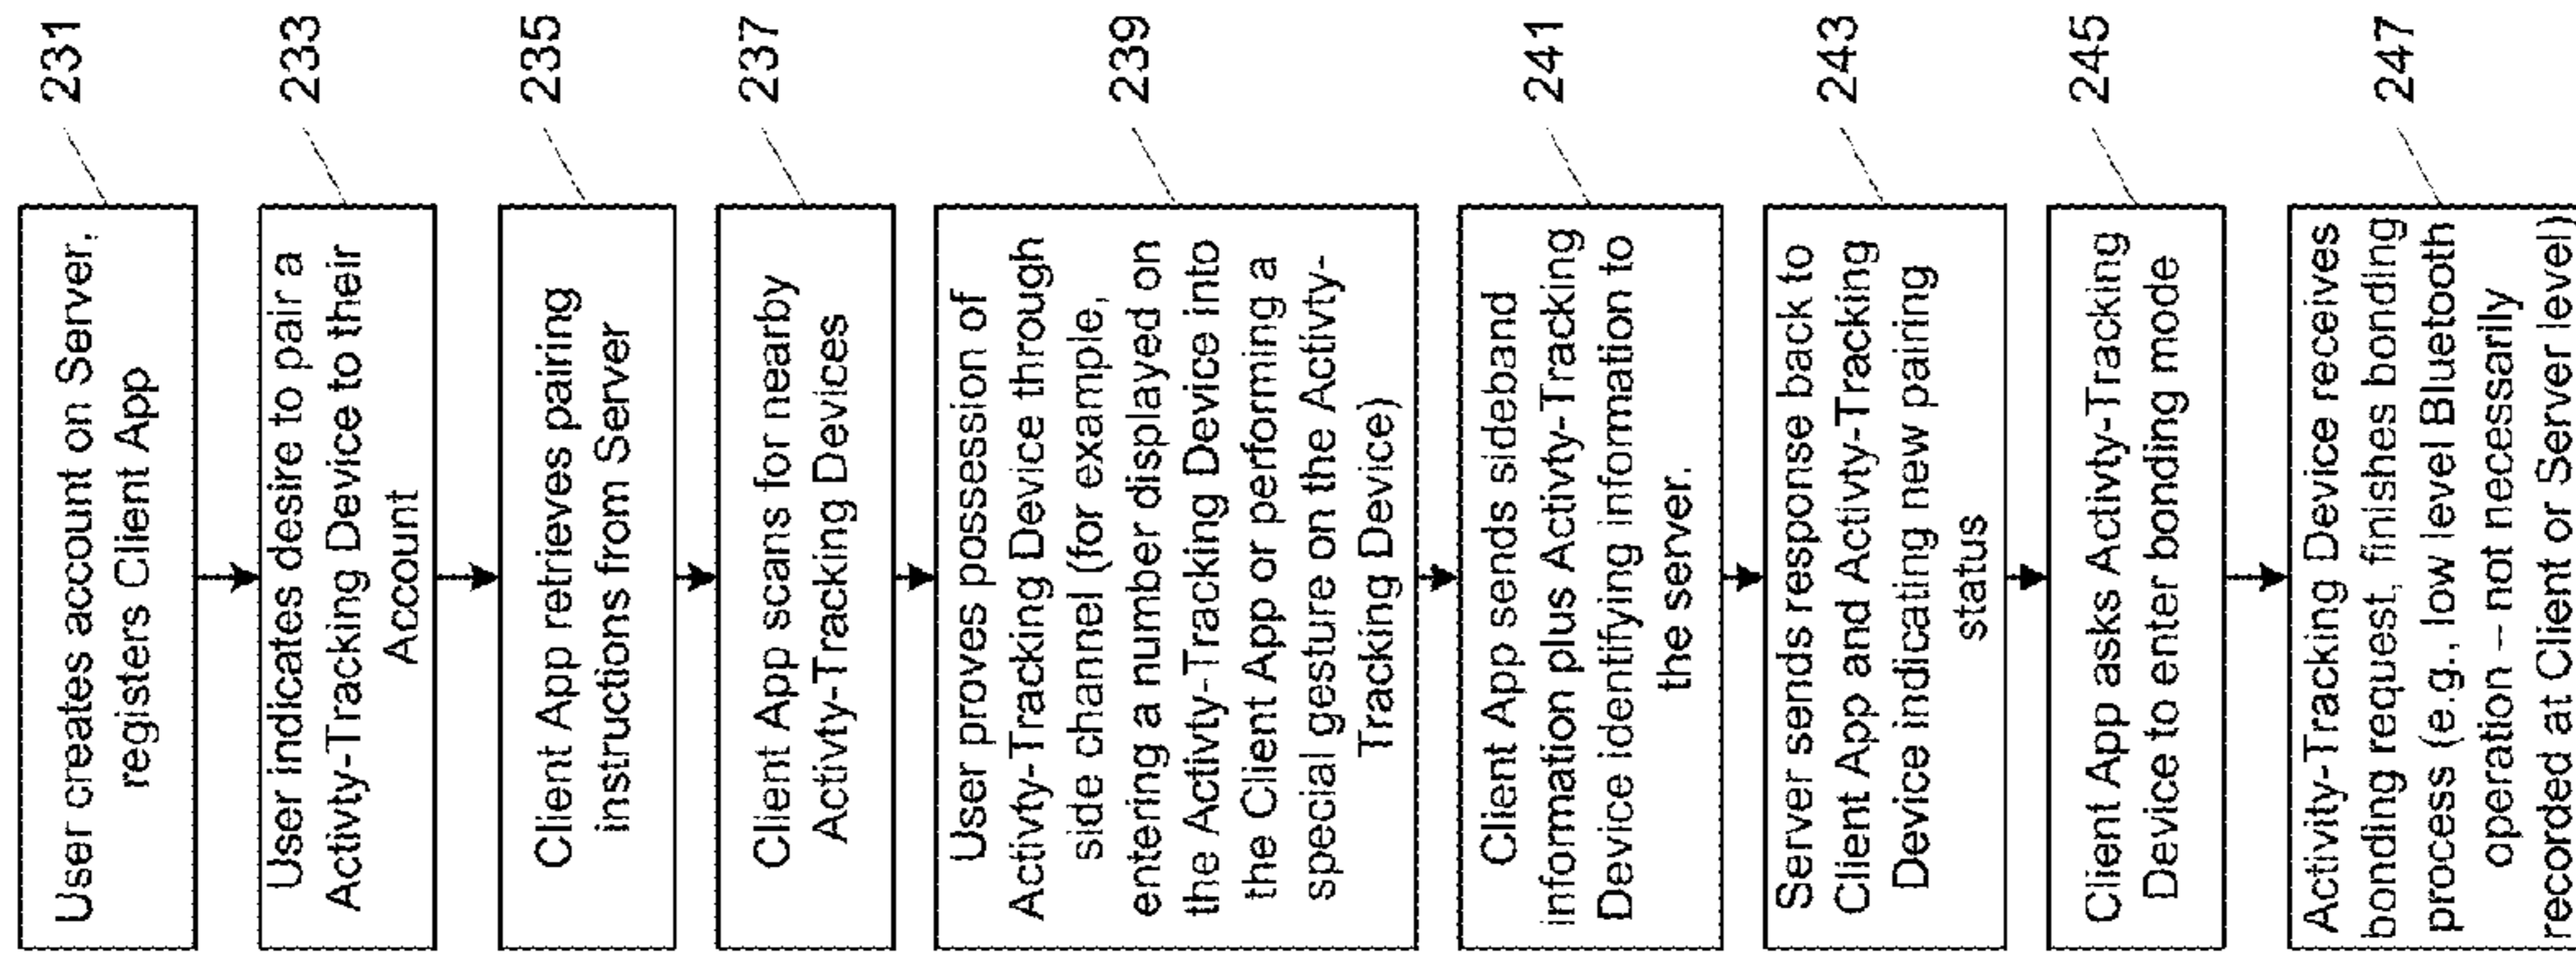 User creates account on Server,
registers Client App
231
User indicates desire to pair a
Activty-Tracking Device to their
Account
233
Client App retrieves pairing
instructions from Server
235
Client App scans for nearby
Activty-Tracking Devices
237
User proves possession of
Activty-Tracking Device through
side channel (for example,
entering a number displayed on
the Activty-Tracking Device into
the Client App or performing a
special gesture on the Activty-
Tracking Device)
239
Client App sends sideband
information plus Activty-Tracking
Device identifying information to
the server.
241
Server sends response back to
Client App and Activty-Tracking
Device indicating new pairing
status
243
Client App asks Activty-Tracking
Device to enter bonding mode
245
Activity-Tracking Device receives
bonding request, finishes bonding
process (e.g., low level Bluetooth
operation – not necessarily
recorded at Client or Server level)
247